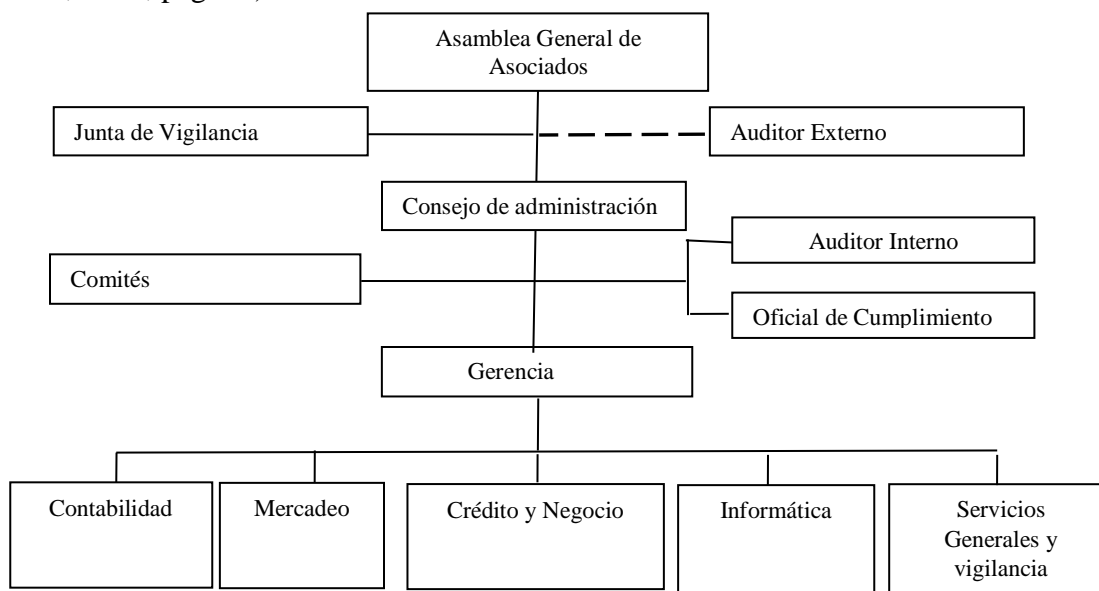 Asamblea General de
Asociados
Junta de Vigilancia
Auditor Externo
Consejo de administración
Auditor Interno
Comités
Oficial de Cumplimiento
Gerencia
Contabilidad
Mercadeo
Crédito y Negocio
Informática
Servicios
Generales y
vigilancia